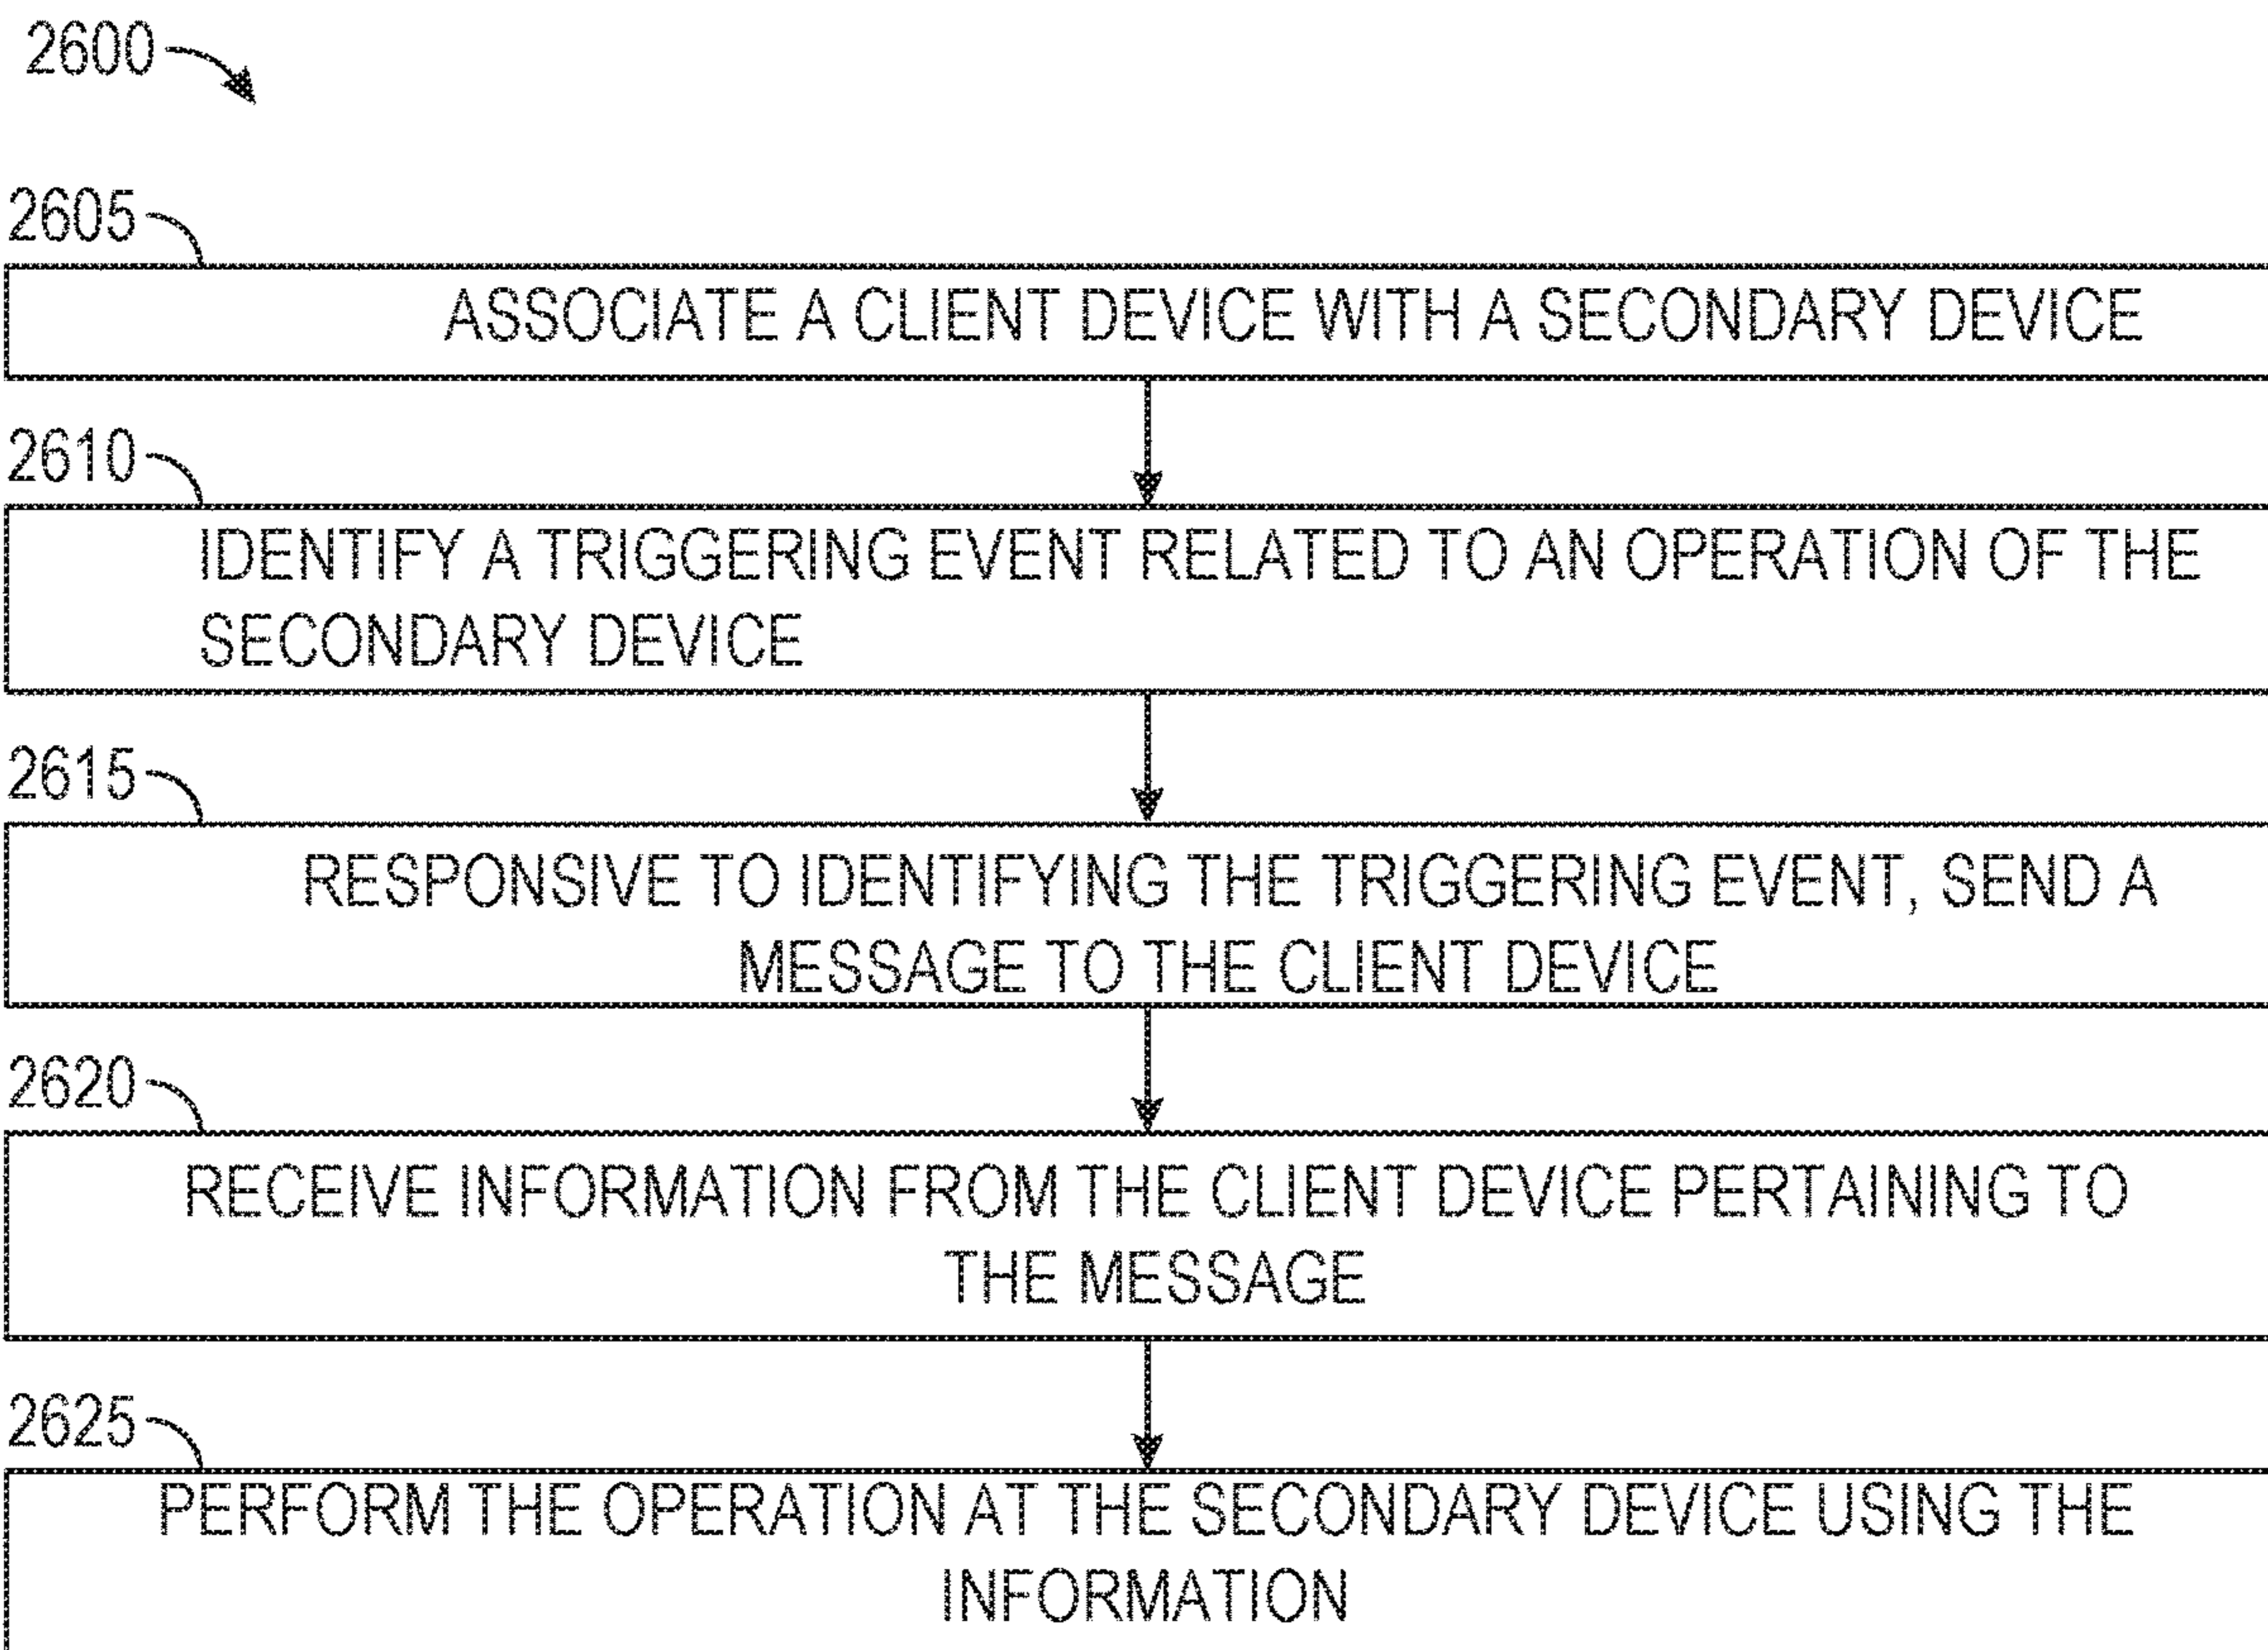 2600
2605
ASSOCIATE A CLIENT DEVICE WITH A SECONDARY DEVICE
2610
IDENTIFY A TRIGGERING EVENT RELATED TO AN OPERATION OF THE
SECONDARY DEVICE
2615
RESPONSIVE TO IDENTIFYING THE TRIGGERING EVENT, SEND A
MESSAGE TO THE CLIENT DEVICE
2620
RECEIVE INFORMATION FROM THE CLIENT DEVICE PERTAINING TO
THE MESSAGE
2625
PERFORM THE OPERATION AT THE SECONDARY DEVICE USING THE
INFORMATION